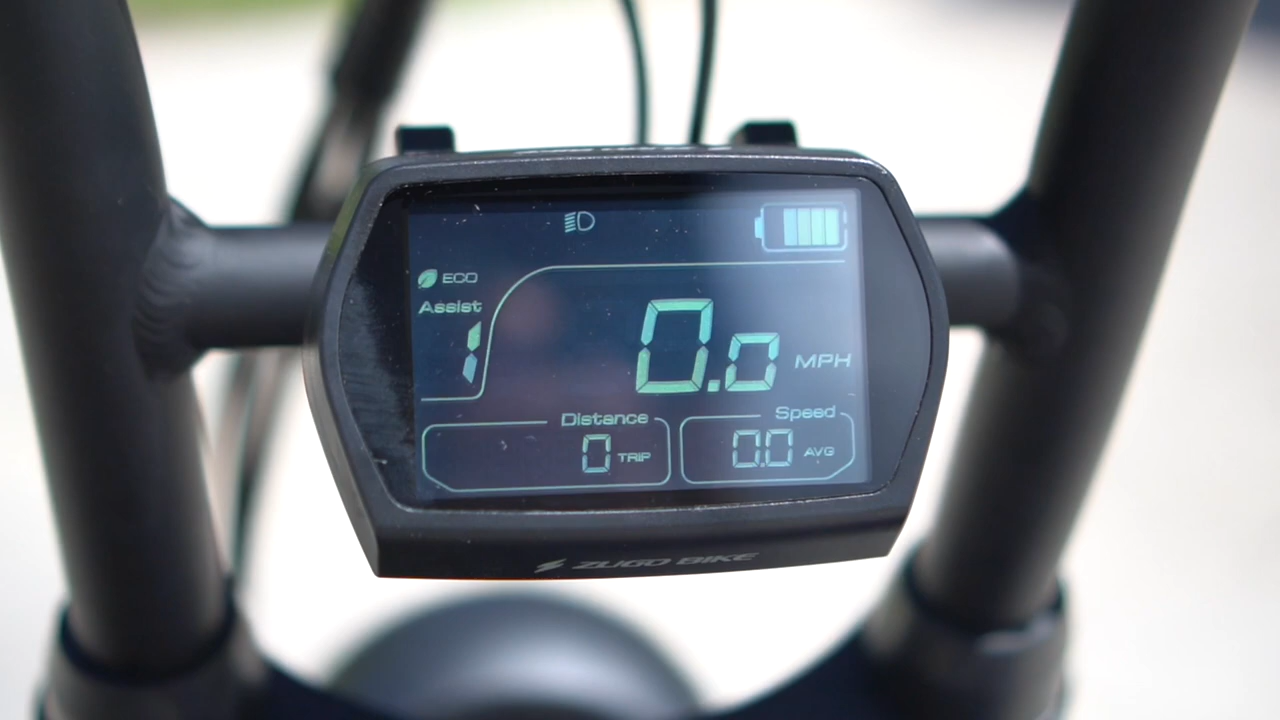 ECO
Assist
1
0.0 MPH
Distance
0 TRIP
Speed
0.0 AVG
ZUGO BIKE